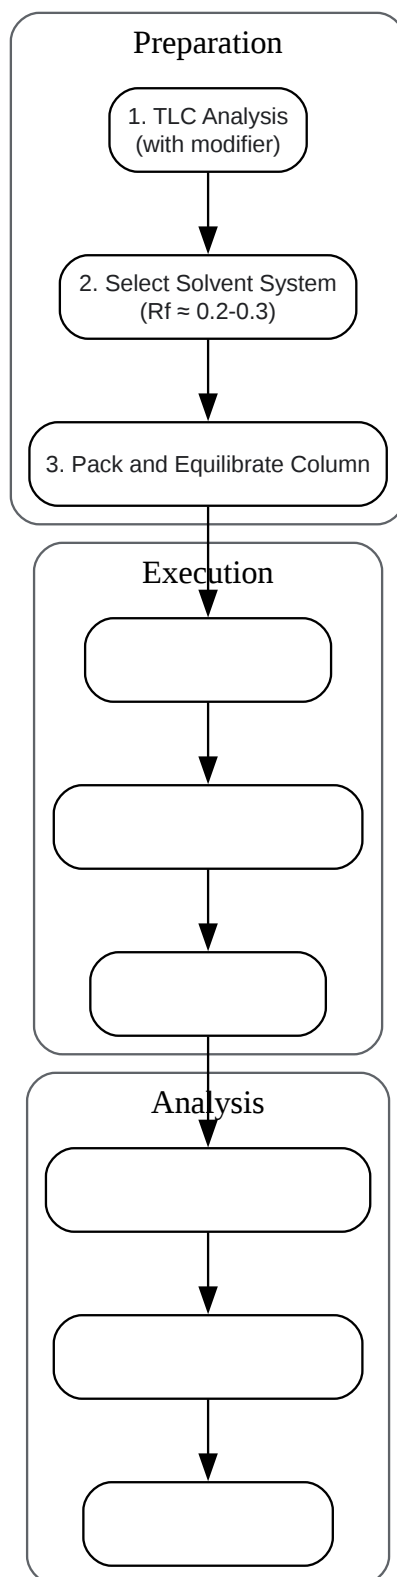 Preparation
1. TLC Analysis
(with modifier)
2. Select Solvent System
(Rf ≈ 0.2-0.3)
3. Pack and Equilibrate Column
Execution
Analysis